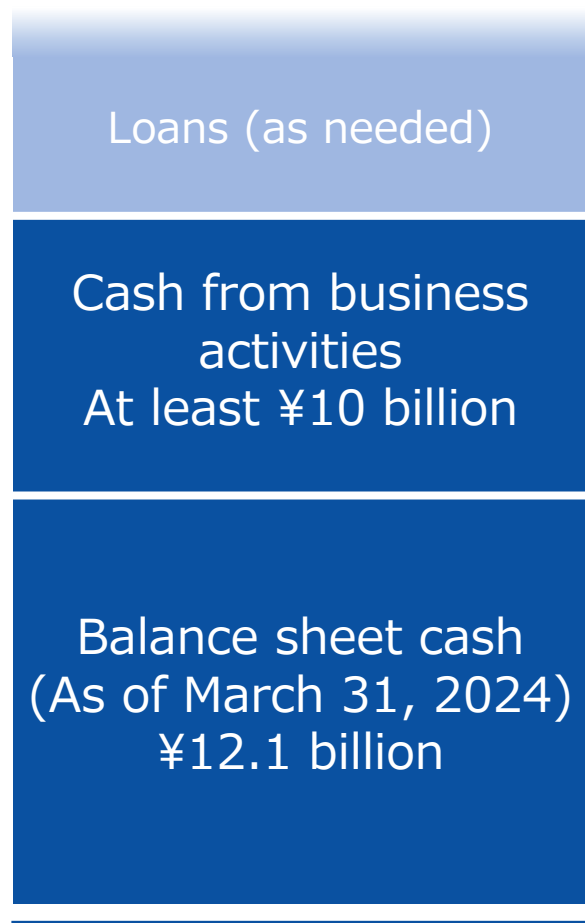 Loans (as needed)
Cash from business
activities
At least ¥10 billion
Balance sheet cash
(As of March 31, 2024)
¥12.1 billion